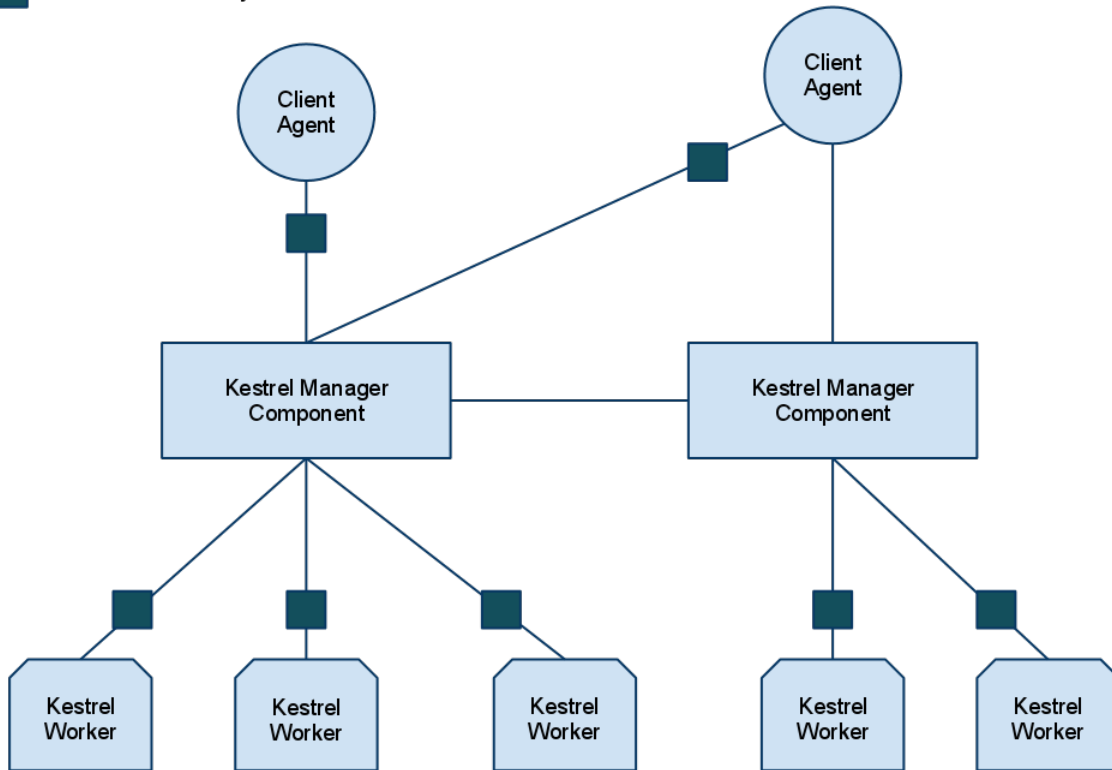 Client
Agent
Client
Agent
Kestrel Manager
Component
Kestrel Manager
Component
Kestrel
Worker
Kestrel
Worker
Kestrel
Worker
Kestrel
Worker
Kestrel
Worker